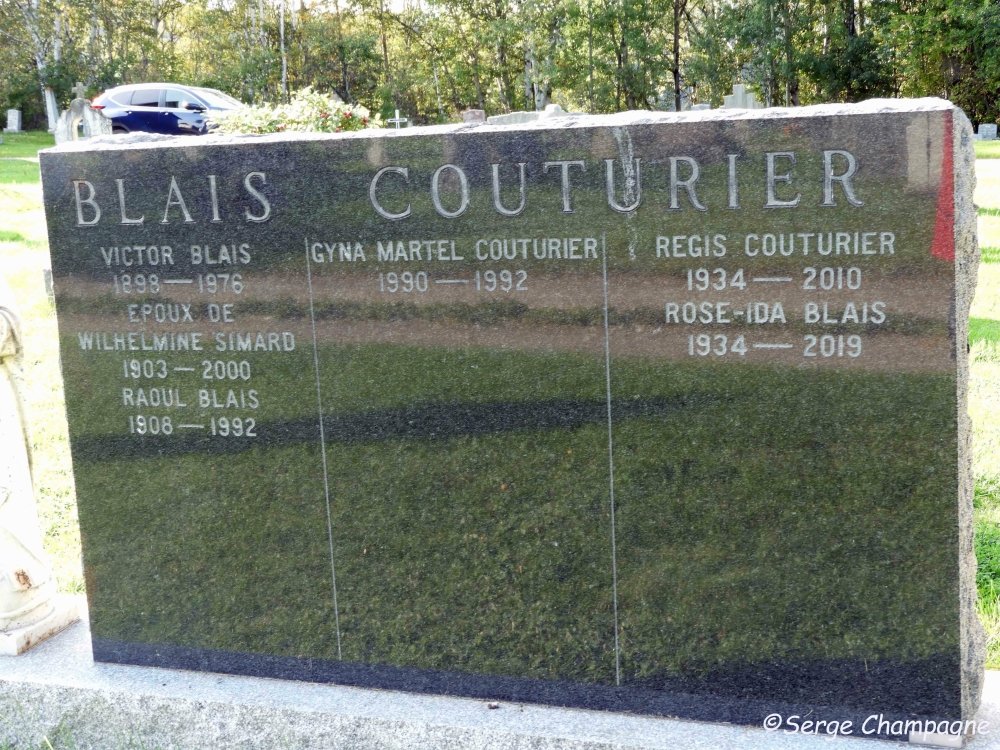 BLAIS COUTURIER
VICTOR BLAIS
1898 — 1976
EPOUX DE
WILHELMINE SIMARD
1903 — 2000
RAOUL BLAIS
1908 — 1992
GYNA MARTEL COUTURIER
1990 — 1992
REGIS COUTURIER
1934 — 2010
ROSE-IDA BLAIS
1934 — 2019
©Serge Champagne